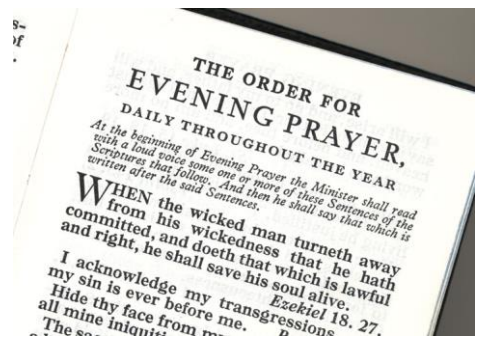 s-
of
.
THE ORDER FOR
EVENING PRAYER,
DAILY THROUGHOUT THE YEAR
At the beginning of Evening Prayer the Minister shall read
with a loud voice some one or more of these Sentences of the
Scriptures that follow. And then he shall say that which is
written after the said Sentences.
WHEN the wicked man turneth away
from his wickedness that he hath
committed, and doeth that which is lawful
and right, he shall save his soul alive.
Ezekiel 18. 27.
I acknowledge my transgressions,
my sin is ever before me.
Hide thy face from my
all mine
The